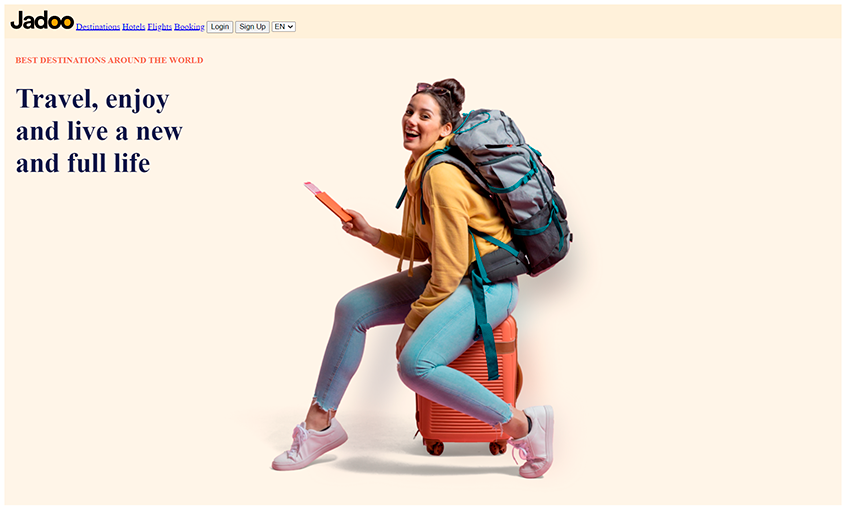 Jadoo Destinations Hotels Flights Booking Login Sign Up EN
BEST DESTINATIONS AROUND THE WORLD
Travel, enjoy
and live a new
and full life